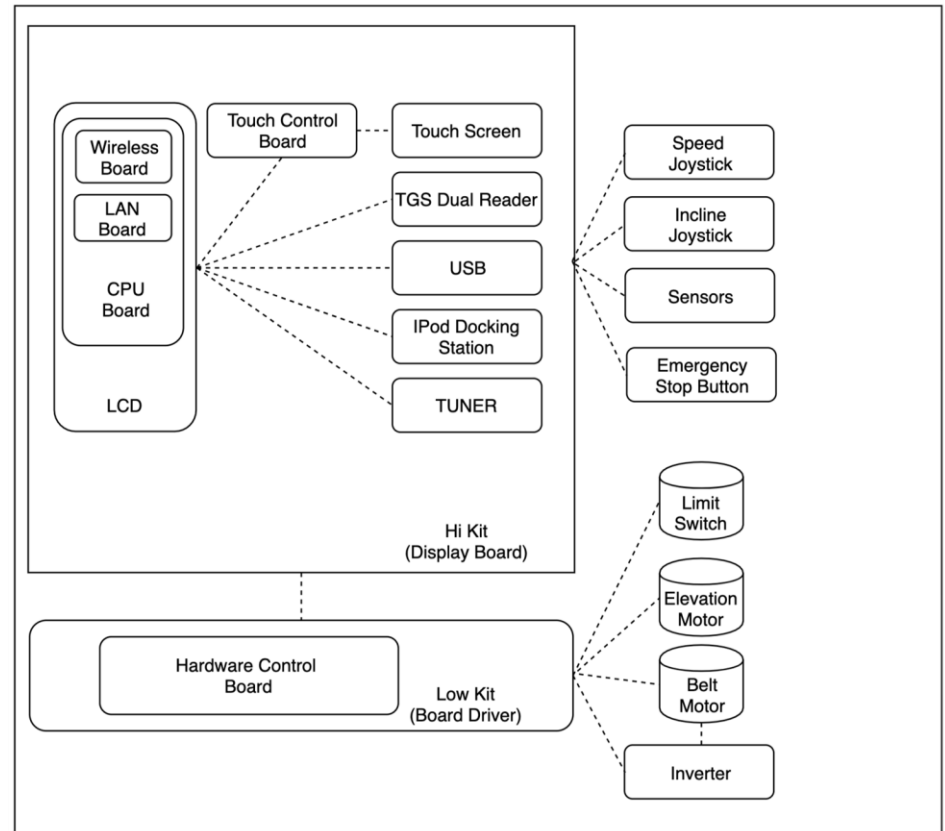 Wireless
Board
LAN
Board
CPU
Board
LCD
Touch Control
Board
Touch Screen
TGS Dual Reader
USB
IPod Docking
Station
TUNER
Hi Kit
(Display Board)
Speed
Joystick
Incline
Joystick
Sensors
Emergency
Stop Button
Limit
Switch
Elevation
Motor
Belt
Motor
Inverter
Hardware Control
Board
Low Kit
(Board Driver)